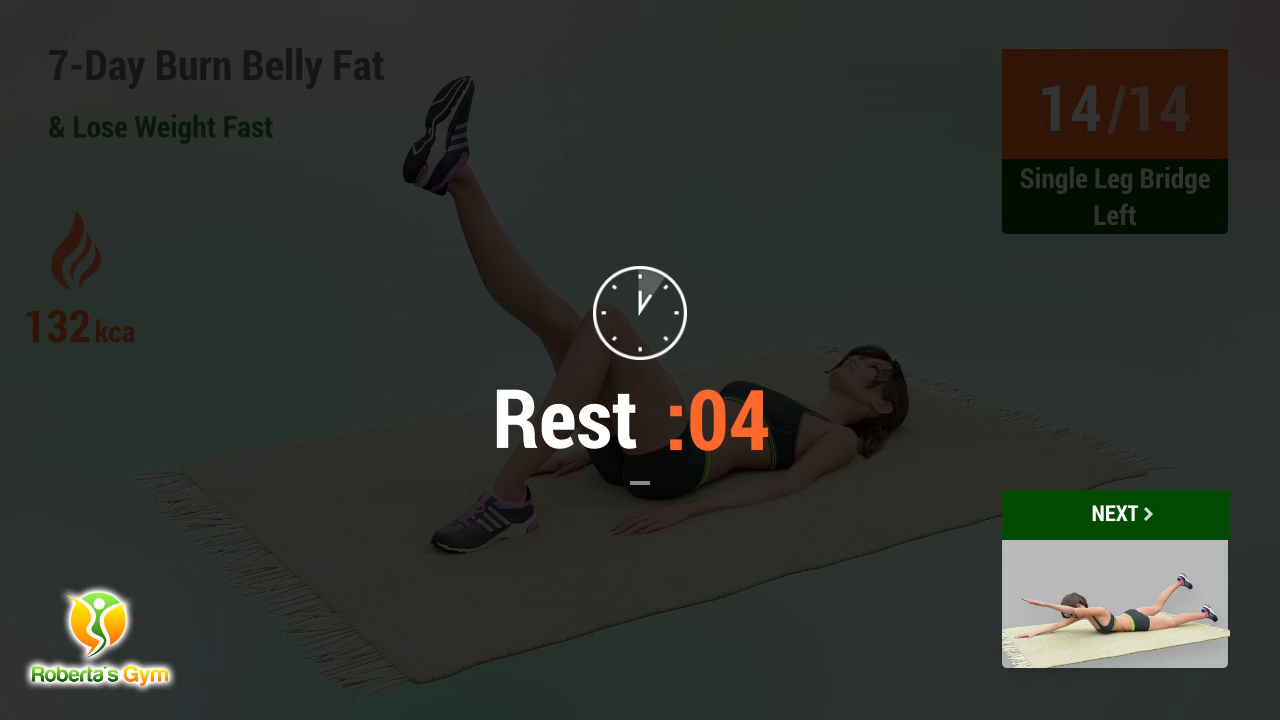 7-Day Burn Belly Fat
& Lose Weight Fast
14/14
Single Leg Bridge
Left
132 kca
Rest :04
NEXT
Roberta's Gym